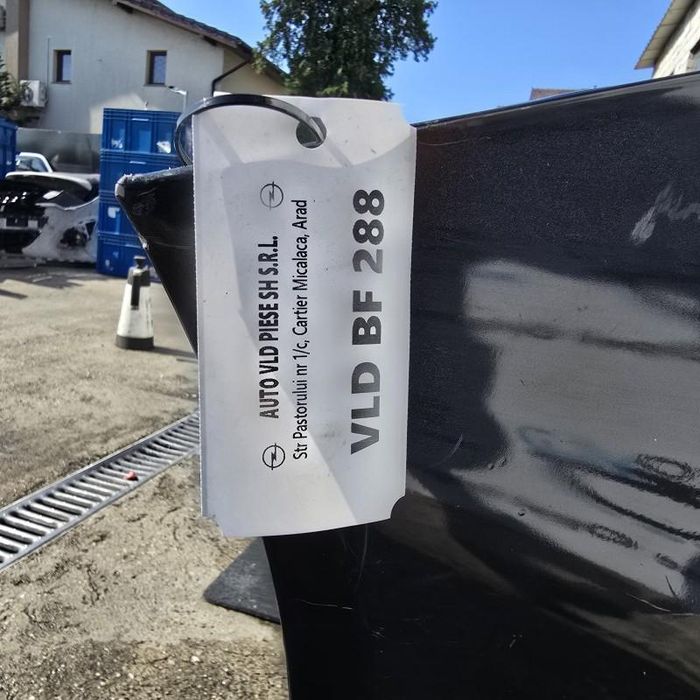 AUTO VLD PIESE SH S.R.L.
Str Pastorului nr 1/c, Cartier Micalaca, Arad
VLD BF 288